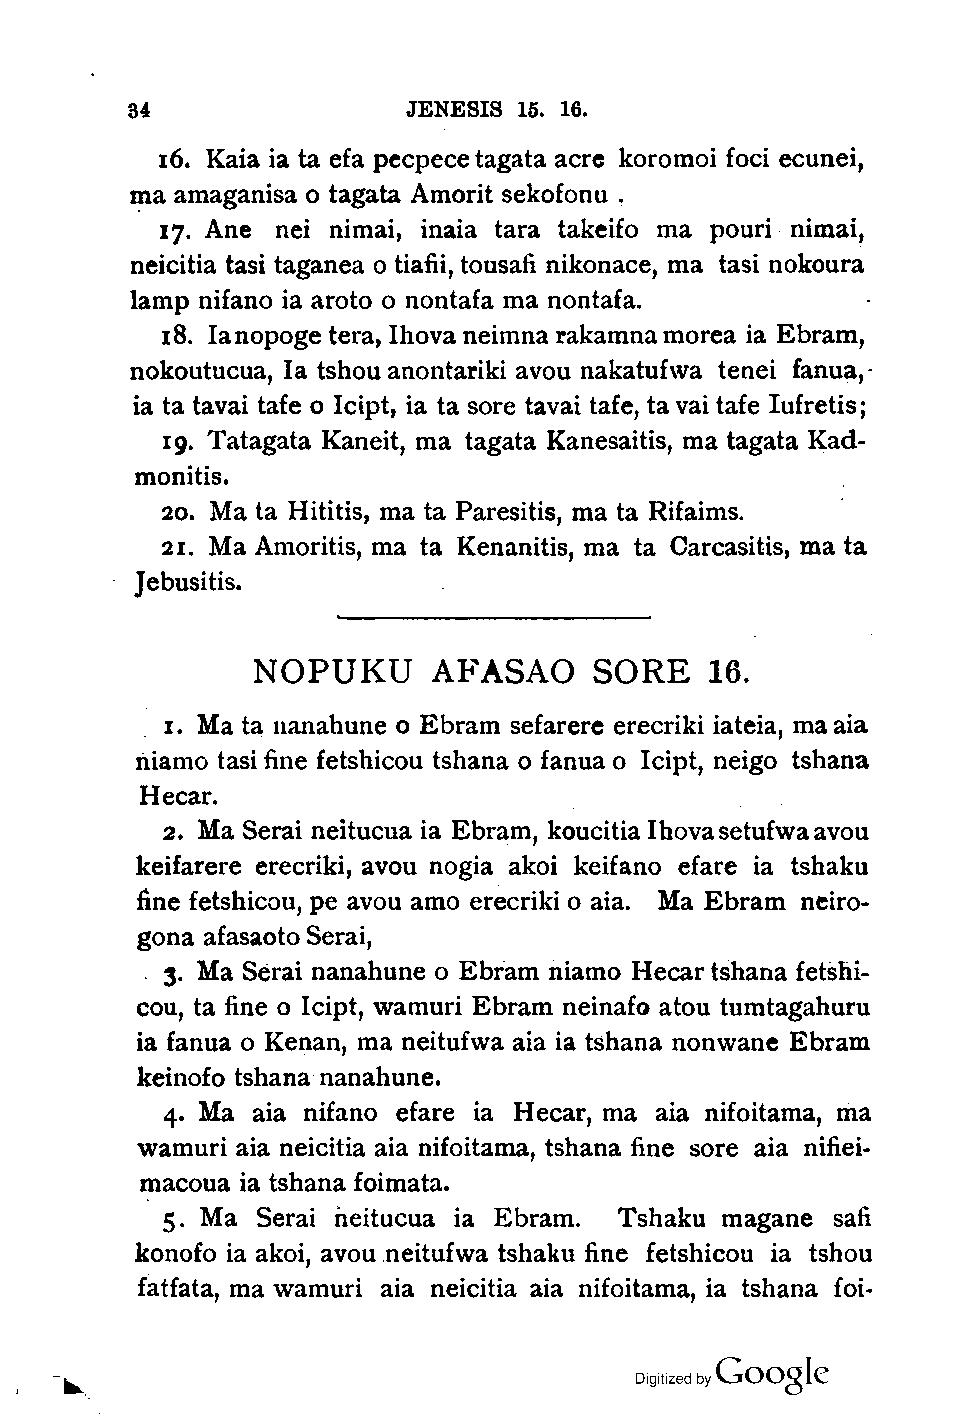 34 JENESIS 15. 16.
16. Kaia ia ta efa pecpece tagata acre koromoi foci ecunei,
ma amaganisa o tagata Amorit sekofonu .
17. Ane nei nimai, inaia tara takeifo ma pouri nimai,
neicitia tasi taganea o tiafii, tousafi nikonace, ma tasi nokoura
lamp nifano ia aroto o nontafa ma nontafa.
18. Ia nopoge tera, Ihova neimna rakamna morea ia Ebram,
nokoutucua, Ia tshou anontariki avou nakatufwa tenei fanua,
ia ta tavai tafe o Icipt, ia ta sore tavai tafe, ta vai tafe Iufretis;
19. Tatagata Kaneit, ma tagata Kanesaitis, ma tagata Kad-
monitis.
20. Ma ta Hititis, ma ta Paresitis, ma ta Rifaims.
21. Ma Amoritis, ma ta Kenanitis, ma ta Carcasitis, ma ta
Jebusitis.
NOPUKU AFASAO SORE 16.
1. Ma ta nanahune o Ebram sefarere erecriki iateia, ma aia
niamo tasi fine fetshicou tshana o fanua o Icipt, neigo tshana
Hecar.
2. Ma Serai neitucua ia Ebram, koucitia Ihova setufwa avou
keifarere erecriki, avou nogia akoi keifano efare ia tshaku
fine fetshicou, pe avou amo erecriki o aia. Ma Ebram neiro-
gona afasaoto Serai,
3. Ma Serai nanahune o Ebram niamo Hecar tshana fetshi-
cou, ta fine o Icipt, wamuri Ebram neinafo atou tumtagahuru
ia fanua o Kenan, ma neitufwa aia ia tshana nonwane Ebram
keinofo tshana nanahune.
4. Ma aia nifano efare ia Hecar, ma aia nifoitama, ma
wamuri aia neicitia aia nifoitama, tshana fine sore aia nifiei-
macoua ia tshana foimata.
5. Ma Serai neitucua ia Ebram. Tshaku magane safi
konofo ia akoi, avou neitufwa tshaku fine fetshicou ia tshou
fatfata, ma wamuri aia neicitia aia nifoitama, ia tshana foi-
Digitized by Google